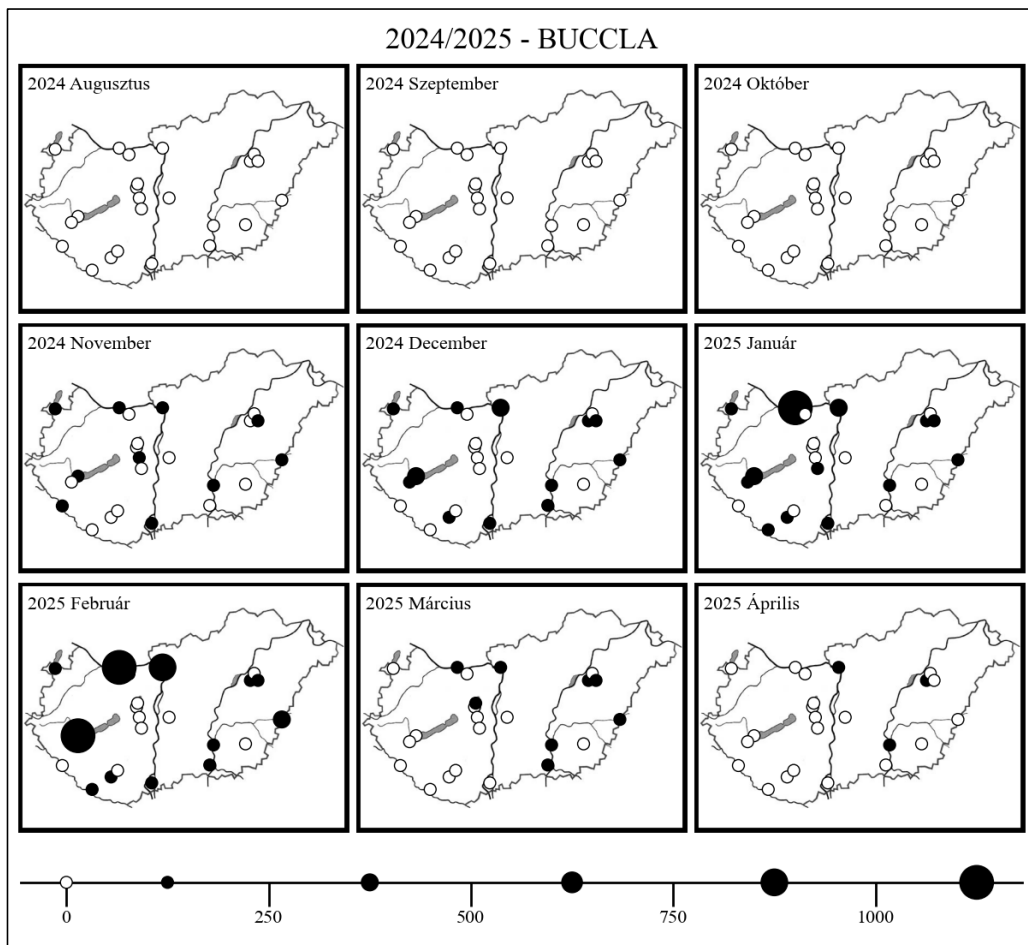 2024/2025 - BUCCLA
2024 Augusztus
2024 Szeptember
2024 Október
2024 November
2024 December
2025 Január
2025 Február
2025 Március
2025 Április
0
250
500
750
1000